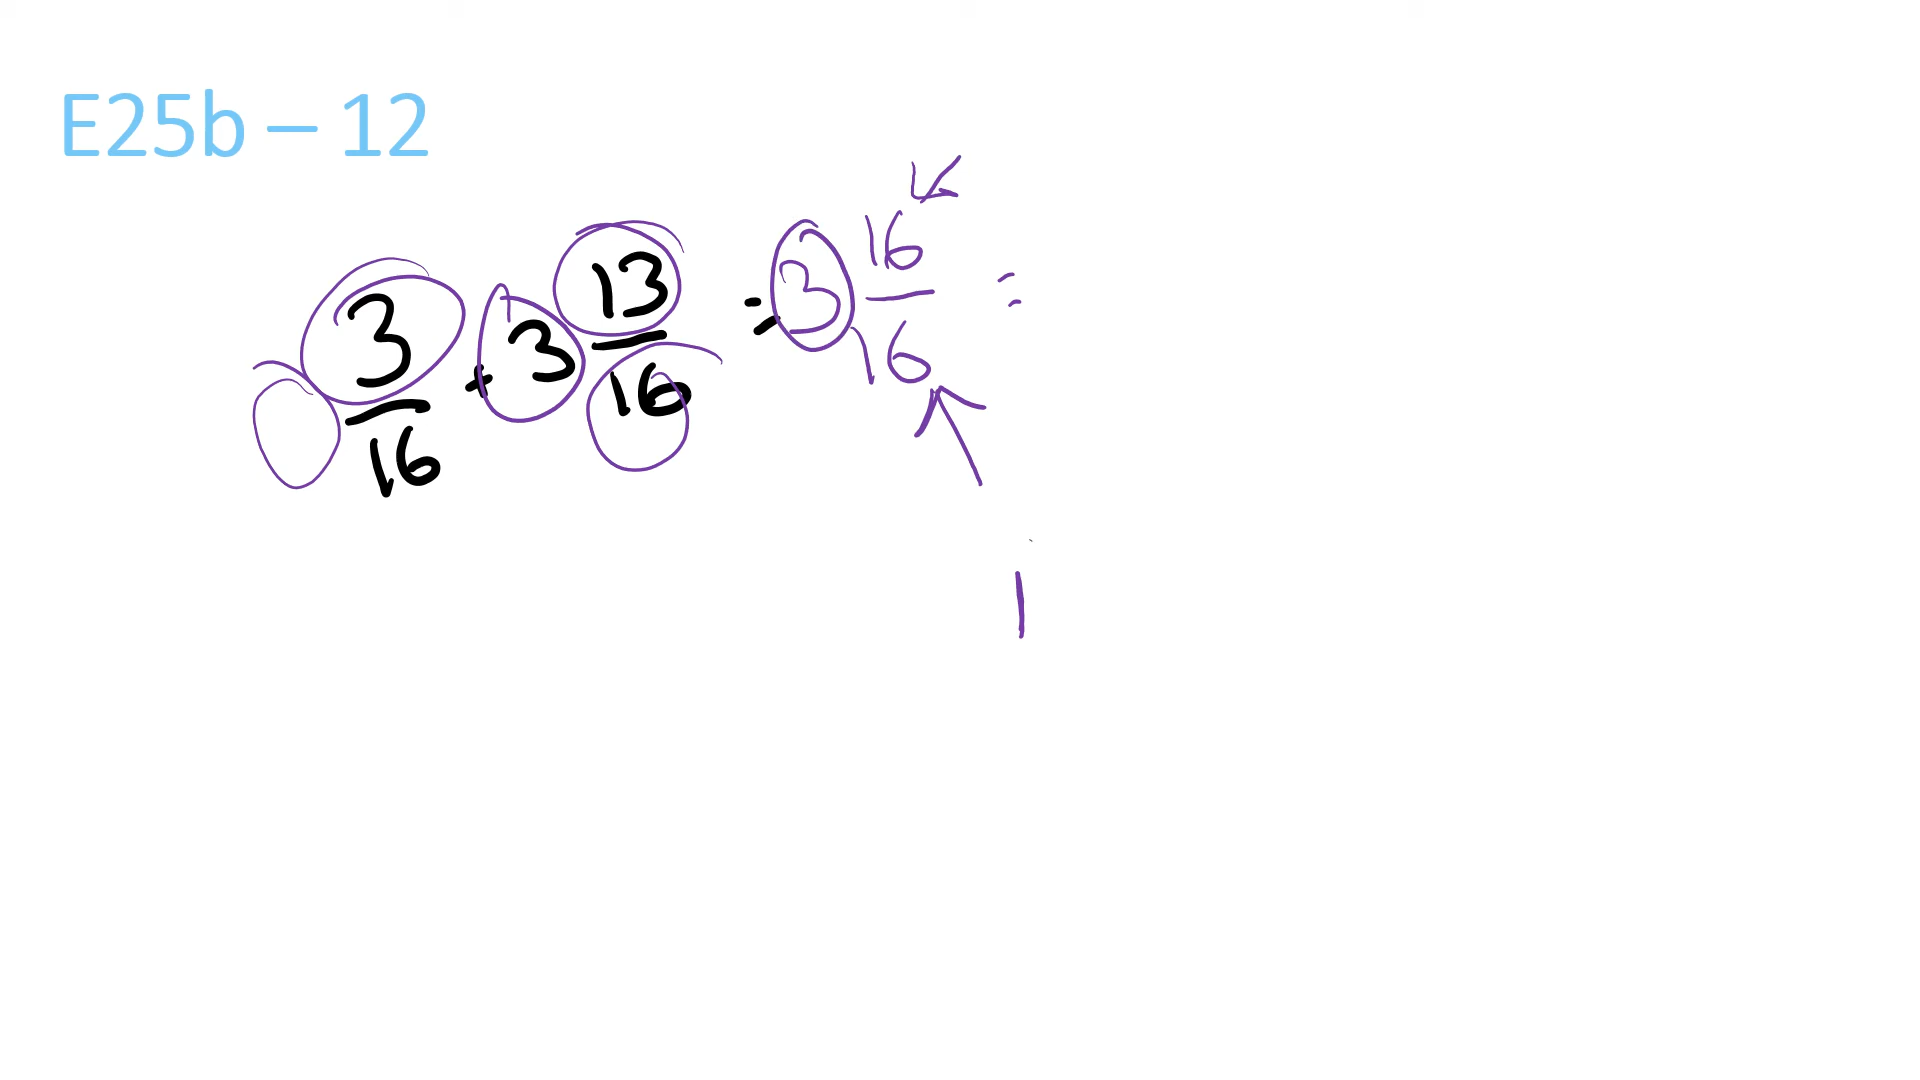 E25b – 12
3/16 + 3 13/16 = 3 16/16 =
1